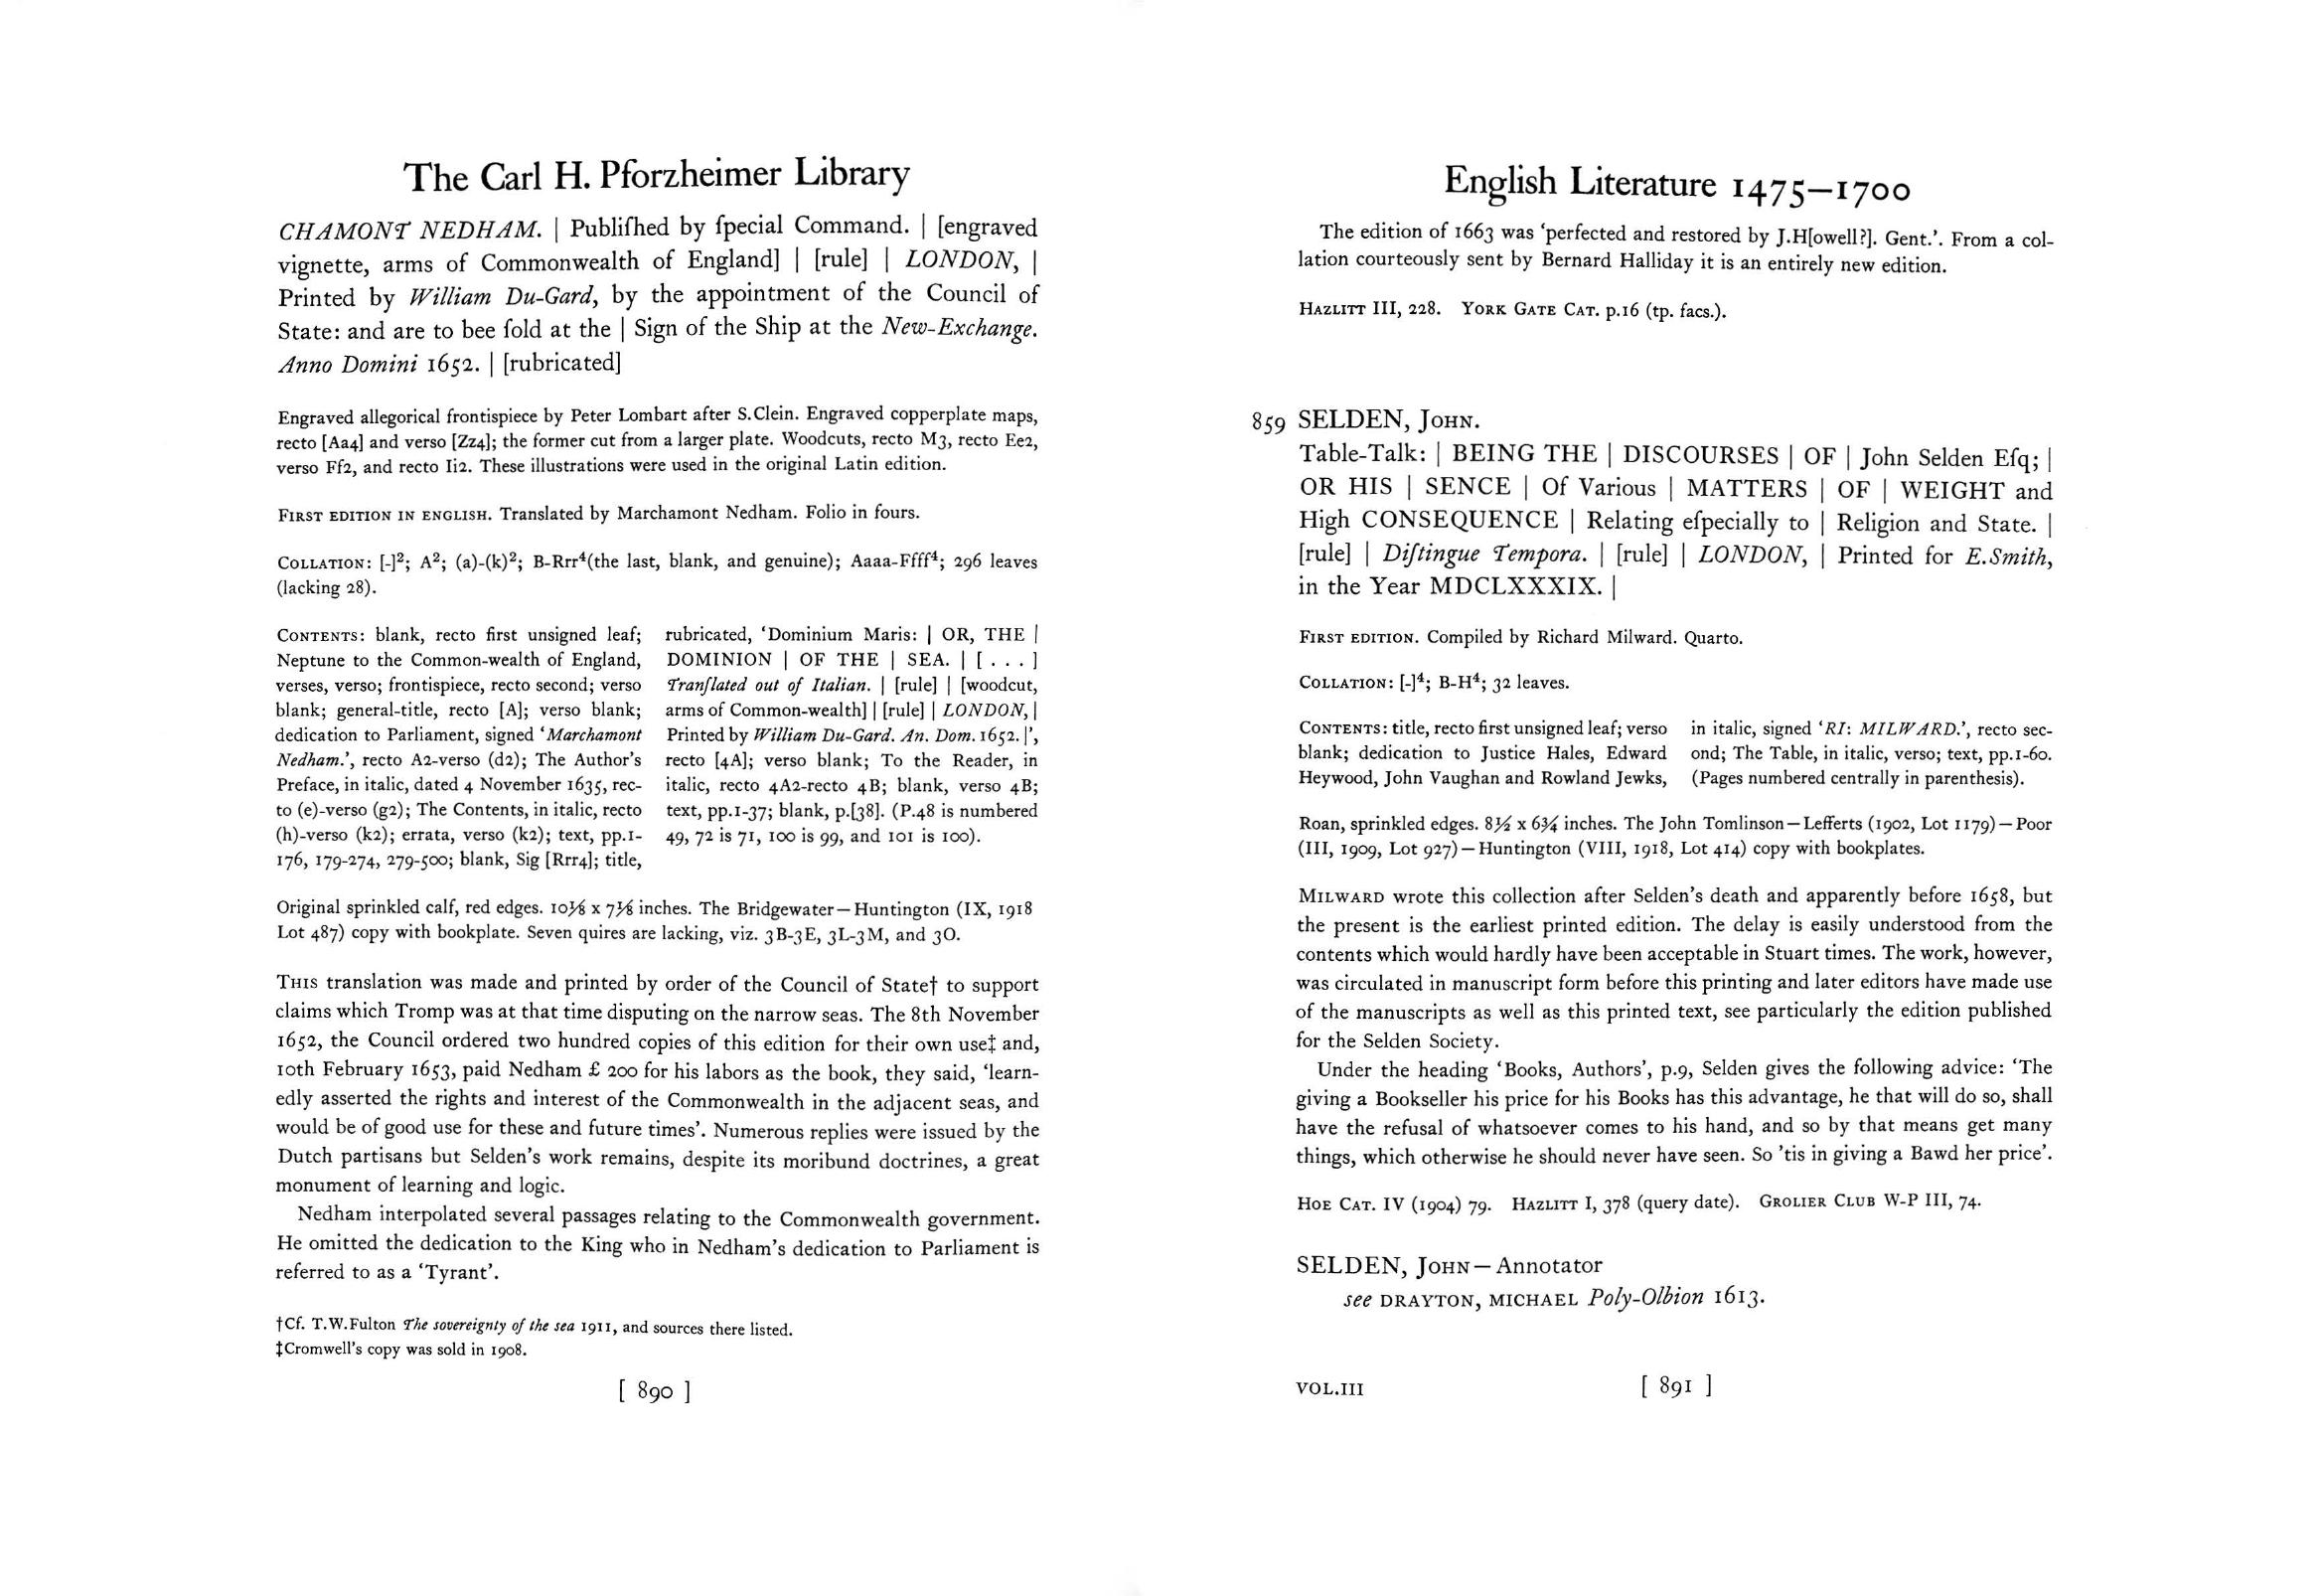 The Carl H. Pforzheimer Library
CHAMONT NEDHAM. | Publiſhed by ſpecial Command. | [engraved
vignette, arms of Commonwealth of England] | [rule] | LONDON, |
Printed by William Du-Gard, by the appointment of the Council of
State: and are to bee ſold at the | Sign of the Ship at the New-Exchange.
Anno Domini 1652. | [rubricated]
Engraved allegorical frontispiece by Peter Lombart after S.Clein. Engraved copperplate maps,
recto [Aa4] and verso [Zz4]; the former cut from a larger plate. Woodcuts, recto M3, recto Ee2,
verso Ff2, and recto Ii2. These illustrations were used in the original Latin edition.
FIRST EDITION IN ENGLISH. Translated by Marchamont Nedham. Folio in fours.
COLLATION: [-]²; A²; (a)-(k)²; B-Rrr⁴(the last, blank, and genuine); Aaaa-Ffff⁴; 296 leaves
(lacking 28).
CONTENTS: blank, recto first unsigned leaf;
Neptune to the Common-wealth of England,
verses, verso; frontispiece, recto second; verso
blank; general-title, recto [A]; verso blank;
dedication to Parliament, signed ‘Marchamont
Nedham.’, recto A2-verso (d2); The Author’s
Preface, in italic, dated 4 November 1635, rec-
to (e)-verso (g2); The Contents, in italic, recto
(h)-verso (k2); errata, verso (k2); text, pp.1-
176, 179-274, 279-500; blank, Sig [Rrr4]; title,
rubricated, ‘Dominium Maris: | OR, THE |
DOMINION | OF THE | SEA. | [ . . . ]
Tranſlated out of Italian. | [rule] | [woodcut,
arms of Common-wealth] | [rule] | LONDON, |
Printed by William Du-Gard. An. Dom. 1652. |’,
recto [4A]; verso blank; To the Reader, in
italic, recto 4A2-recto 4B; blank, verso 4B;
text, pp.1-37; blank, p.[38]. (P.48 is numbered
49, 72 is 71, 100 is 99, and 101 is 100).
Original sprinkled calf, red edges. 10⅛ x 7⅛ inches. The Bridgewater—Huntington (IX, 1918
Lot 487) copy with bookplate. Seven quires are lacking, viz. 3B-3E, 3L-3M, and 3O.
THIS translation was made and printed by order of the Council of State† to support
claims which Tromp was at that time disputing on the narrow seas. The 8th November
1652, the Council ordered two hundred copies of this edition for their own use‡ and,
10th February 1653, paid Nedham £ 200 for his labors as the book, they said, ‘learn-
edly asserted the rights and interest of the Commonwealth in the adjacent seas, and
would be of good use for these and future times’. Numerous replies were issued by the
Dutch partisans but Selden’s work remains, despite its moribund doctrines, a great
monument of learning and logic.
Nedham interpolated several passages relating to the Commonwealth government.
He omitted the dedication to the King who in Nedham’s dedication to Parliament is
referred to as a ‘Tyrant’.
†Cf. T.W.Fulton The sovereignty of the sea 1911, and sources there listed.
‡Cromwell’s copy was sold in 1908.
[ 890 ]
English Literature 1475—1700
The edition of 1663 was ‘perfected and restored by J.H[owell?]. Gent.’. From a col-
lation courteously sent by Bernard Halliday it is an entirely new edition.
HAZLITT III, 228. YORK GATE CAT. p.16 (tp. facs.).
859 SELDEN, JOHN.
Table-Talk: | BEING THE | DISCOURSES | OF | John Selden Eſq; |
OR HIS | SENCE | Of Various | MATTERS | OF | WEIGHT and
High CONSEQUENCE | Relating eſpecially to | Religion and State. |
[rule] | Diſtingue Tempora. | [rule] | LONDON, | Printed for E.Smith,
in the Year MDCLXXXIX. |
FIRST EDITION. Compiled by Richard Milward. Quarto.
COLLATION: [-]⁴; B-H⁴; 32 leaves.
CONTENTS: title, recto first unsigned leaf; verso
blank; dedication to Justice Hales, Edward
Heywood, John Vaughan and Rowland Jewks,
in italic, signed ‘RI: MILWARD.’, recto sec-
ond; The Table, in italic, verso; text, pp.1-60.
(Pages numbered centrally in parenthesis).
Roan, sprinkled edges. 8½ x 6¾ inches. The John Tomlinson—Lefferts (1902, Lot 1179)—Poor
(III, 1909, Lot 927)—Huntington (VIII, 1918, Lot 414) copy with bookplates.
MILWARD wrote this collection after Selden’s death and apparently before 1658, but
the present is the earliest printed edition. The delay is easily understood from the
contents which would hardly have been acceptable in Stuart times. The work, however,
was circulated in manuscript form before this printing and later editors have made use
of the manuscripts as well as this printed text, see particularly the edition published
for the Selden Society.
Under the heading ‘Books, Authors’, p.9, Selden gives the following advice: ‘The
giving a Bookseller his price for his Books has this advantage, he that will do so, shall
have the refusal of whatsoever comes to his hand, and so by that means get many
things, which otherwise he should never have seen. So ’tis in giving a Bawd her price’.
HOE CAT. IV (1904) 79. HAZLITT I, 378 (query date). GROLIER CLUB W-P III, 74.
SELDEN, JOHN—Annotator
see DRAYTON, MICHAEL Poly-Olbion 1613.
VOL.III
[ 891 ]